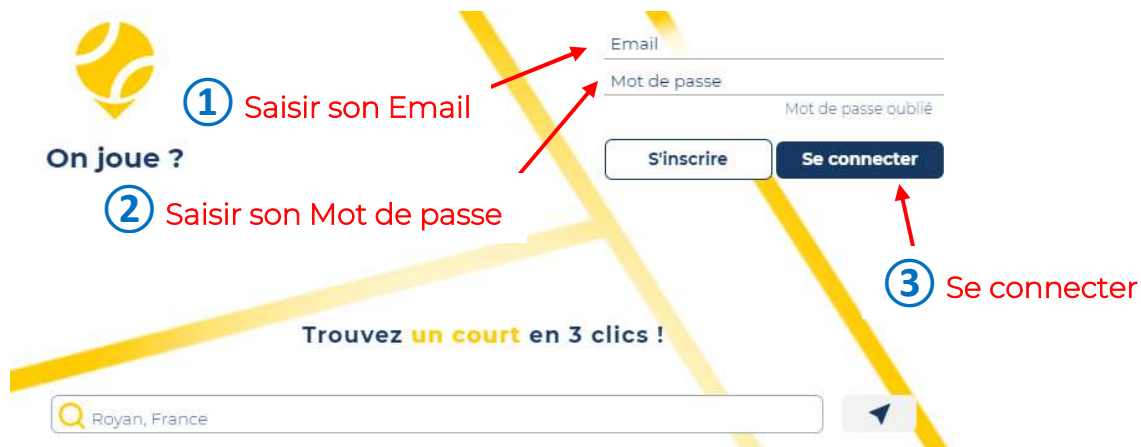 Email
Mot de passe
① Saisir son Email
Mot de passe oublié
On joue ?
S'inscrire
Se connecter
② Saisir son Mot de passe
③ Se connecter
Trouvez un court en 3 clics !
Royan, France